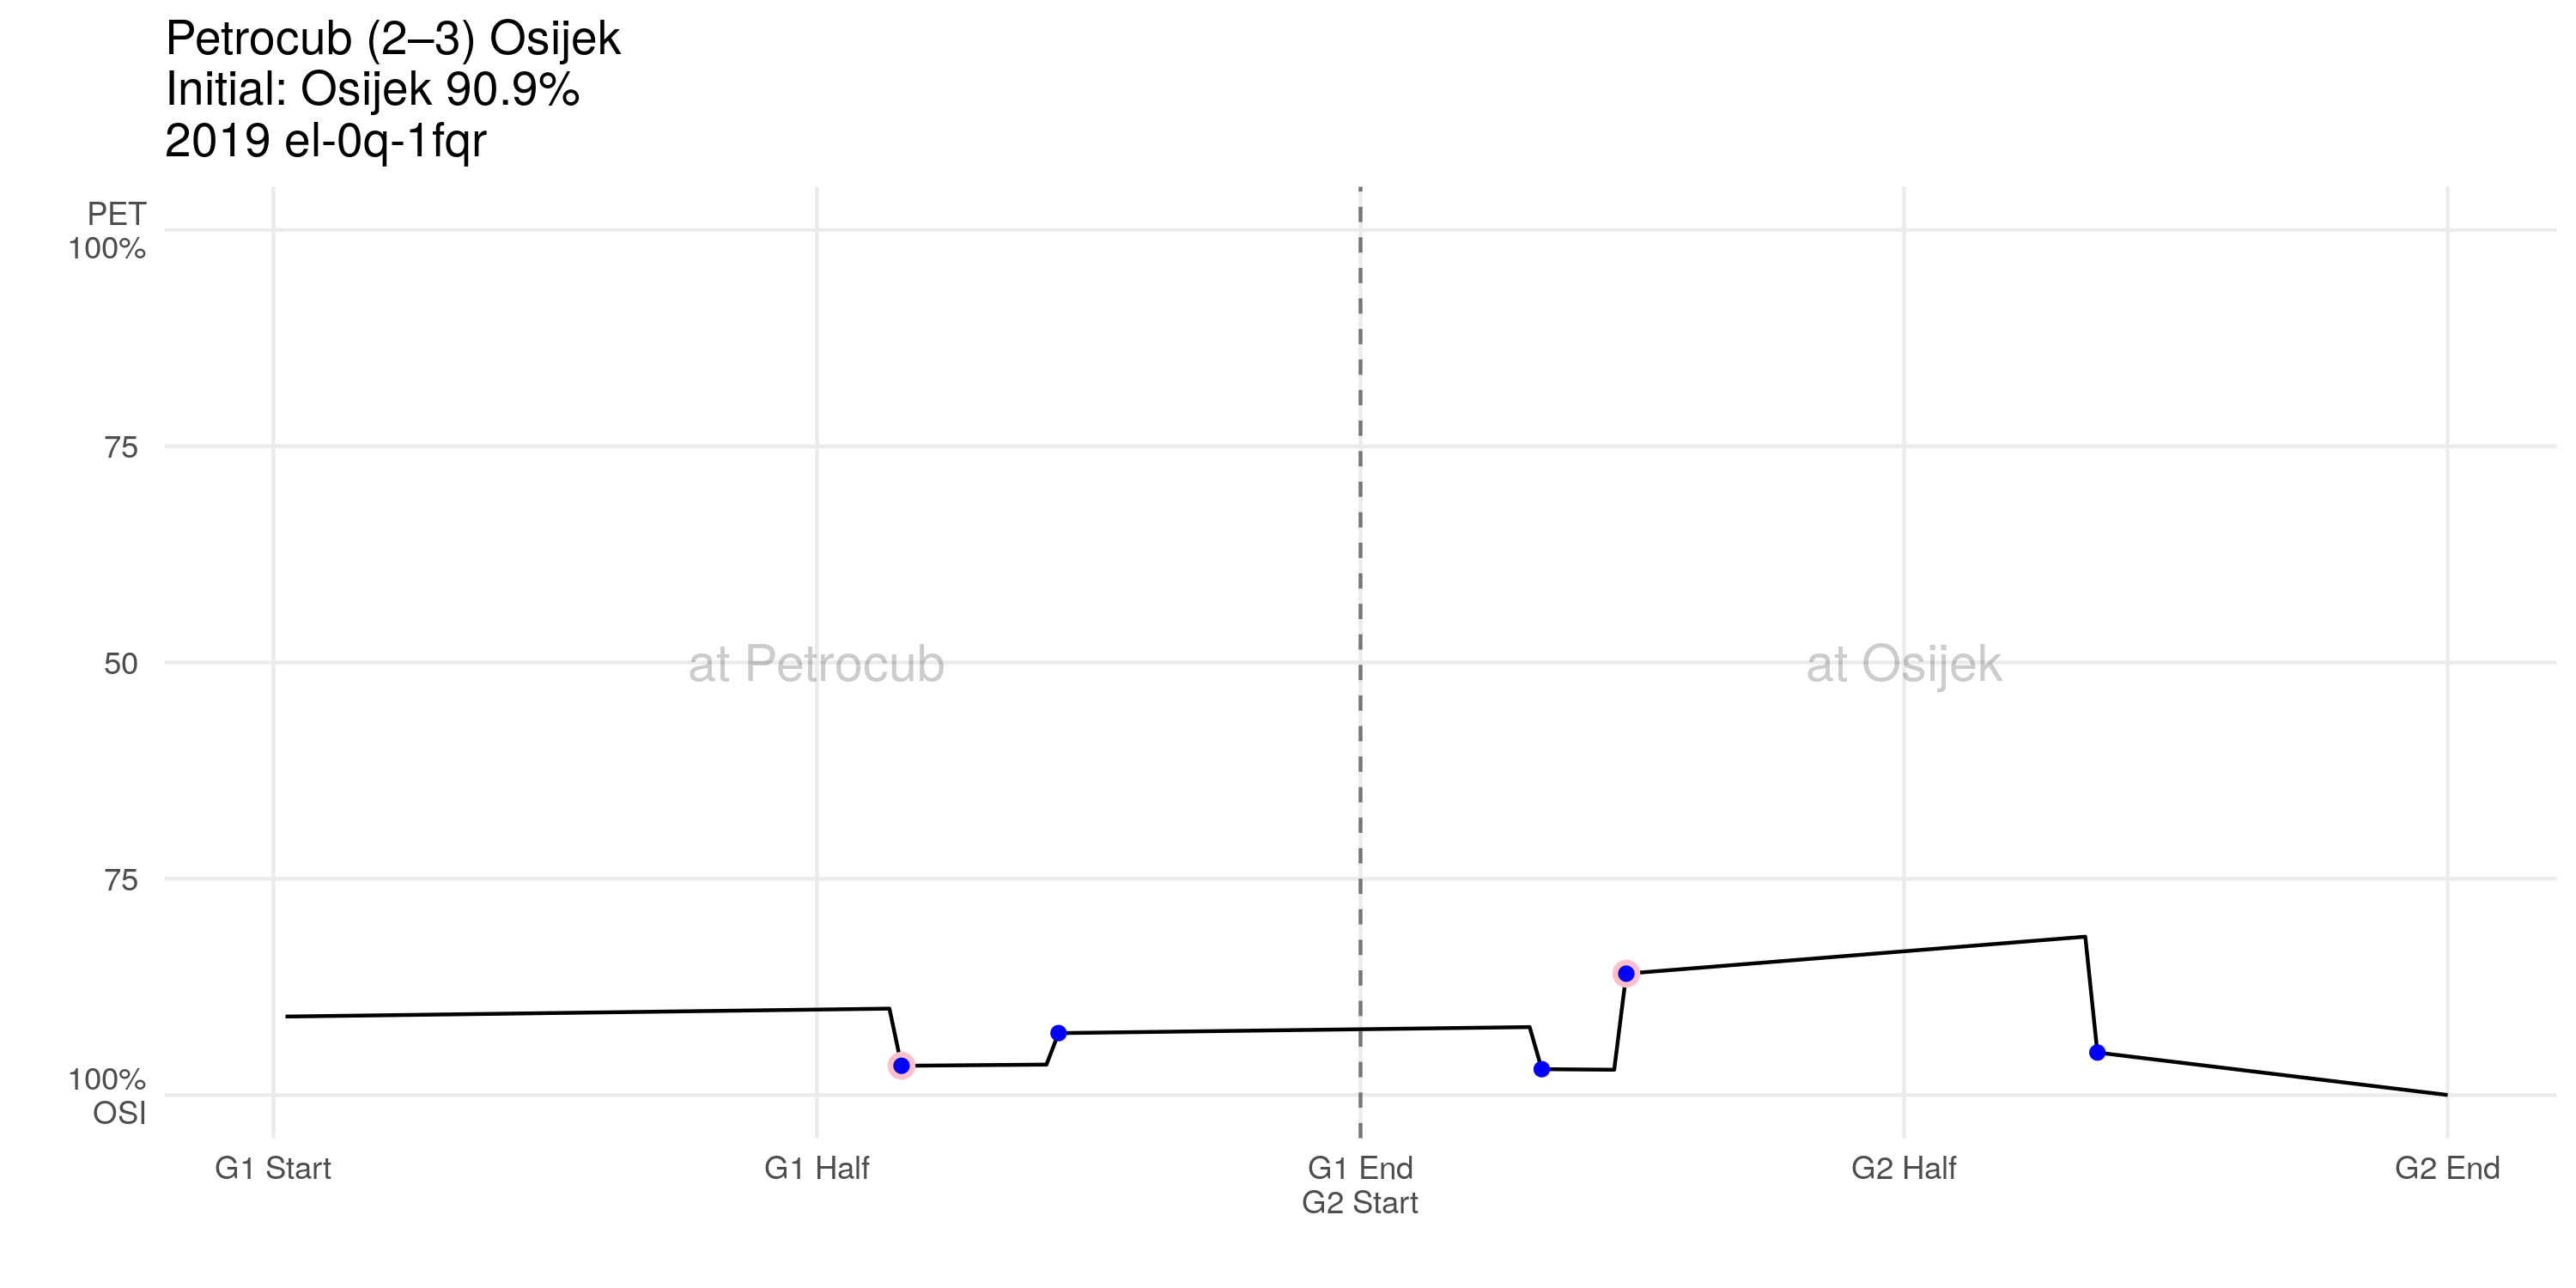 Petrocub (2–3) Osijek
Initial: Osijek 90.9%
2019 el-0q-1fqr
PET
100%
75
50
75
100%
OSI
at Petrocub
at Osijek
G1 Start
G1 Half
G1 End
G2 Start
G2 Half
G2 End